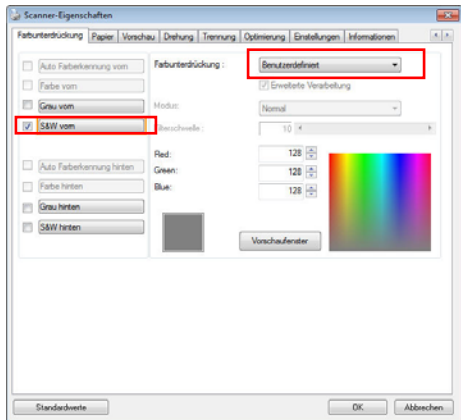 Scanner-Eigenschaften
Farbunterdrückung Papier Vorschau Drehung Trennung Optimierung Einstellungen Informationen
Auto Farberkennung vorn
Farbe vorn
Grau vorn
S&W vorn
Auto Farberkennung hinten
Farbe hinten
Grau hinten
S&W hinten
Farbunterdrückung : Benutzerdefiniert
Erweiterte Verarbeitung
Modus: Normal
Filterschwelle : 10
Red: 128
Green: 128
Blue: 128
Vorschaufenster
Standardwerte OK Abbrechen